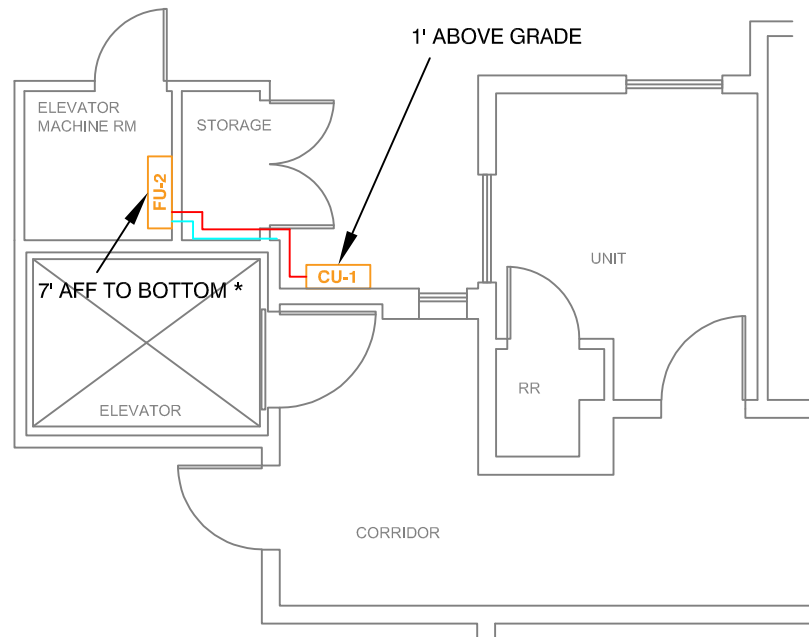 1' ABOVE GRADE
ELEVATOR
MACHINE RM
STORAGE
FU-2
CU-1
7' AFF TO BOTTOM *
UNIT
RR
ELEVATOR
CORRIDOR